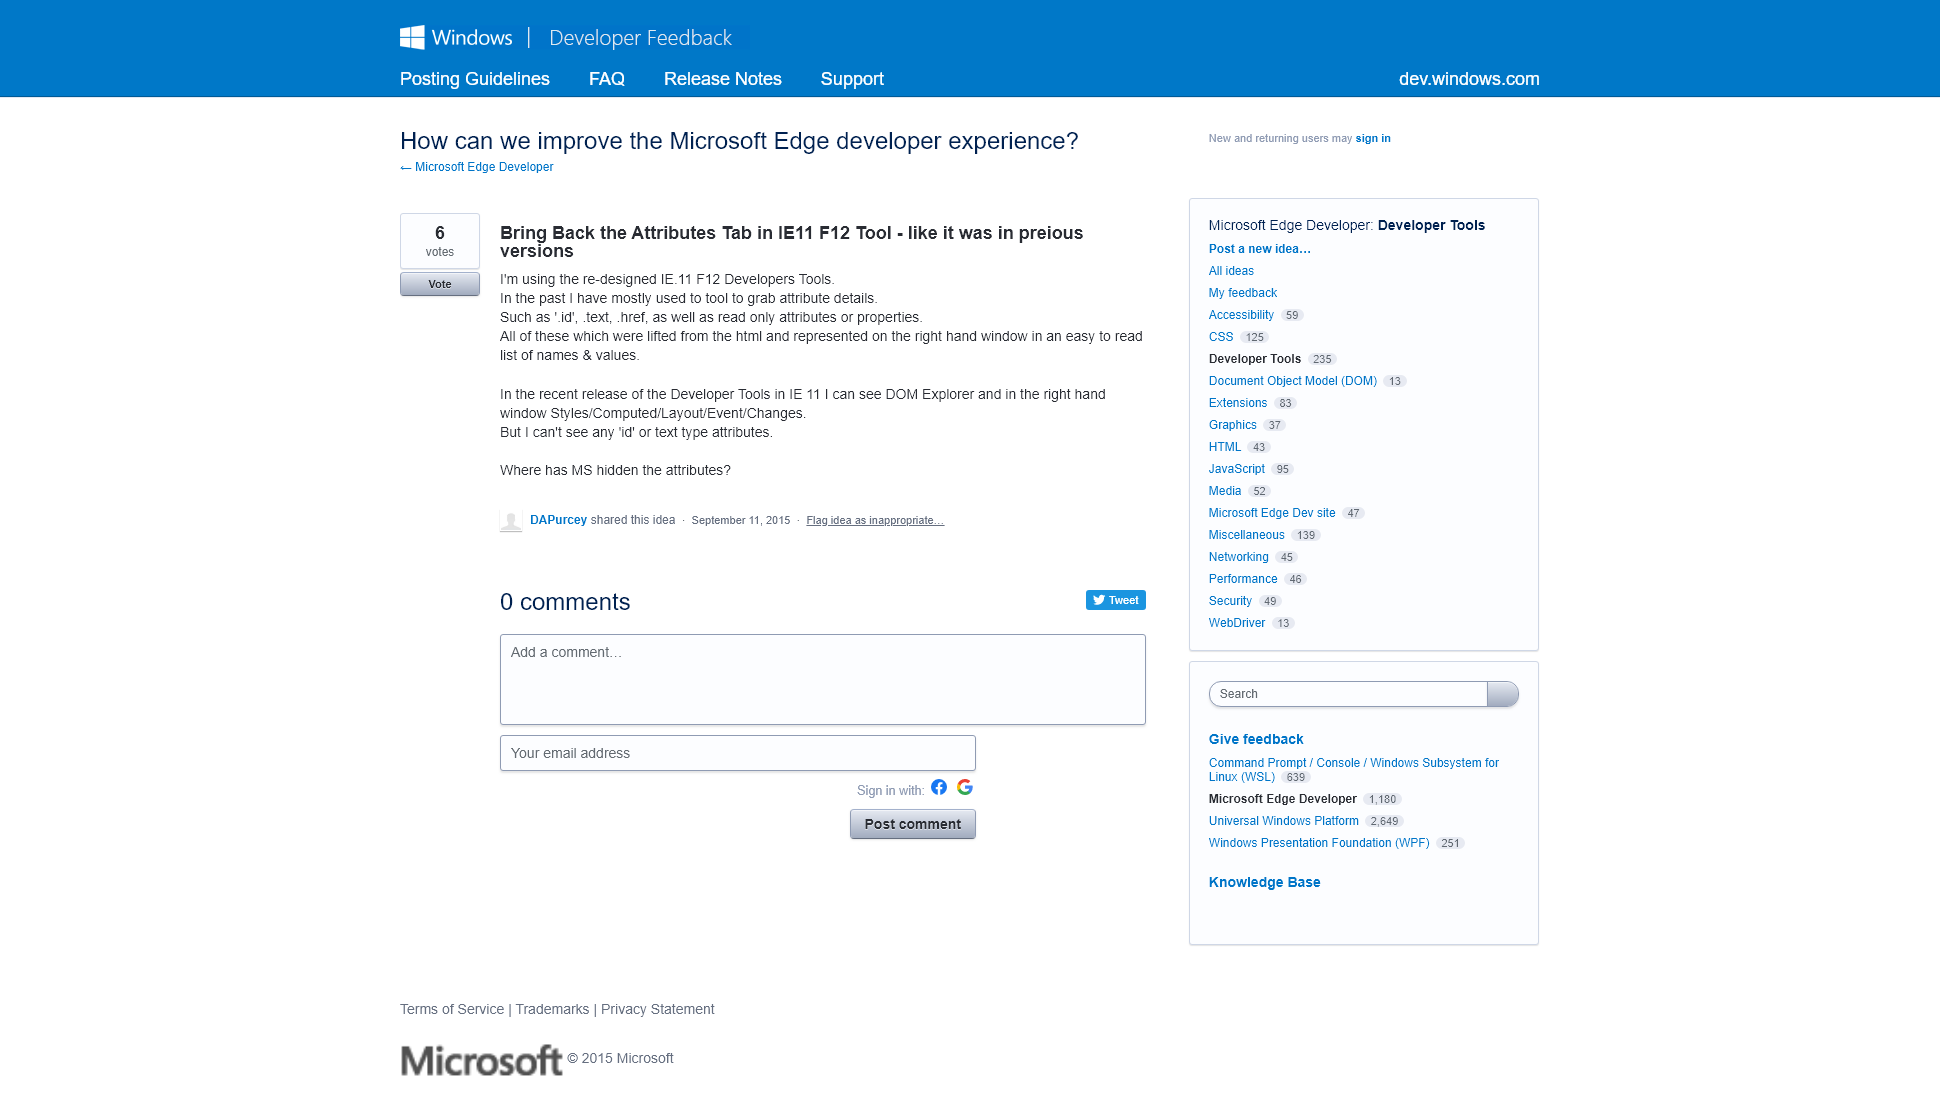 Windows | Developer Feedback
Posting Guidelines FAQ Release Notes Support dev.windows.com
How can we improve the Microsoft Edge developer experience?
← Microsoft Edge Developer
New and returning users may sign in
6
votes
Vote
Bring Back the Attributes Tab in IE11 F12 Tool - like it was in preious
versions
I'm using the re-designed IE.11 F12 Developers Tools.
In the past I have mostly used to tool to grab attribute details.
Such as '.id', .text, .href, as well as read only attributes or properties.
All of these which were lifted from the html and represented on the right hand window in an easy to read
list of names & values.
In the recent release of the Developer Tools in IE 11 I can see DOM Explorer and in the right hand
window Styles/Computed/Layout/Event/Changes.
But I can't see any 'id' or text type attributes.
Where has MS hidden the attributes?
DAPurcey shared this idea · September 11, 2015 · Flag idea as inappropriate…
0 comments
Tweet
Add a comment…
Your email address
Sign in with:
Post comment
Microsoft Edge Developer: Developer Tools
Post a new idea…
All ideas
My feedback
Accessibility 59
CSS 125
Developer Tools 235
Document Object Model (DOM) 13
Extensions 83
Graphics 37
HTML 43
JavaScript 95
Media 52
Microsoft Edge Dev site 47
Miscellaneous 139
Networking 45
Performance 46
Security 49
WebDriver 13
Search
Give feedback
Command Prompt / Console / Windows Subsystem for
Linux (WSL) 639
Microsoft Edge Developer 1,180
Universal Windows Platform 2,649
Windows Presentation Foundation (WPF) 251
Knowledge Base
Terms of Service | Trademarks | Privacy Statement
Microsoft © 2015 Microsoft